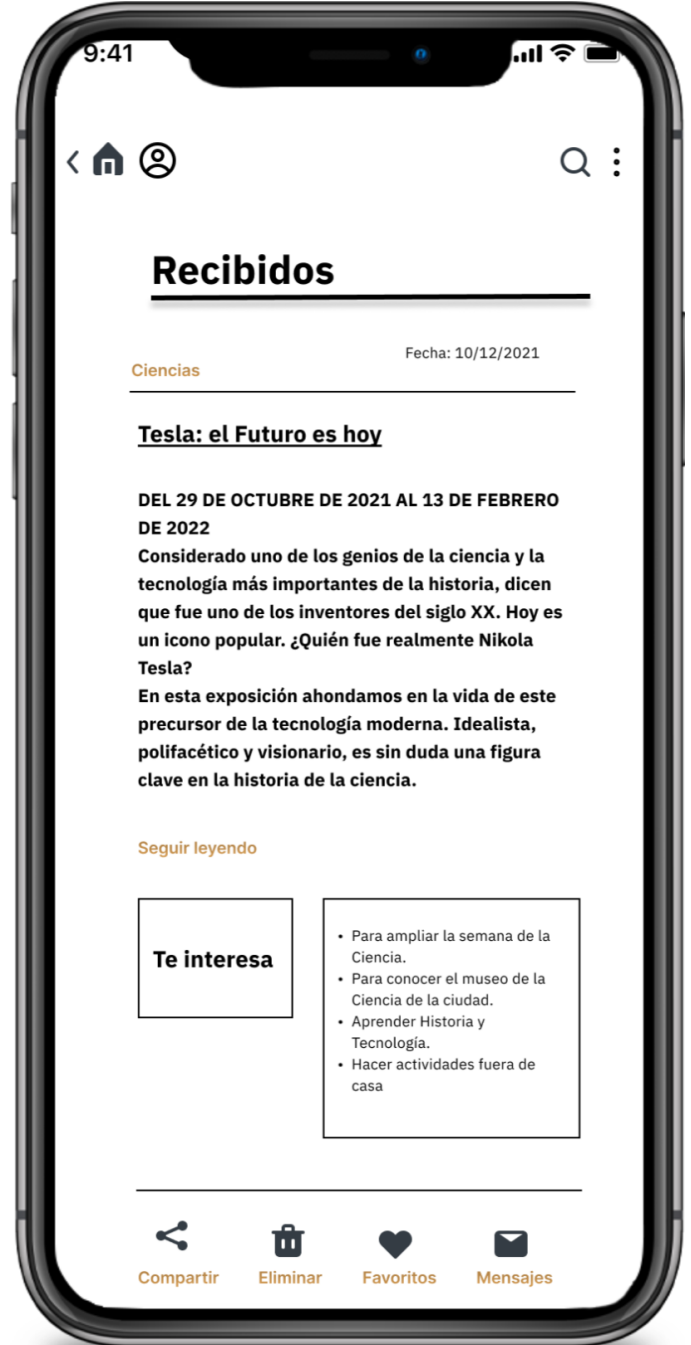 9:41
Recibidos
Fecha: 10/12/2021
Ciencias
Tesla: el Futuro es hoy
DEL 29 DE OCTUBRE DE 2021 AL 13 DE FEBRERO
DE 2022
Considerado uno de los genios de la ciencia y la
tecnología más importantes de la historia, dicen
que fue uno de los inventores del siglo XX. Hoy es
un icono popular. ¿Quién fue realmente Nikola
Tesla?
En esta exposición ahondamos en la vida de este
precursor de la tecnología moderna. Idealista,
polifacético y visionario, es sin duda una figura
clave en la historia de la ciencia.
Seguir leyendo
Te interesa
• Para ampliar la semana de la
Ciencia.
• Para conocer el museo de la
Ciencia de la ciudad.
• Aprender Historia y
Tecnología.
• Hacer actividades fuera de
casa
Compartir Eliminar Favoritos Mensajes